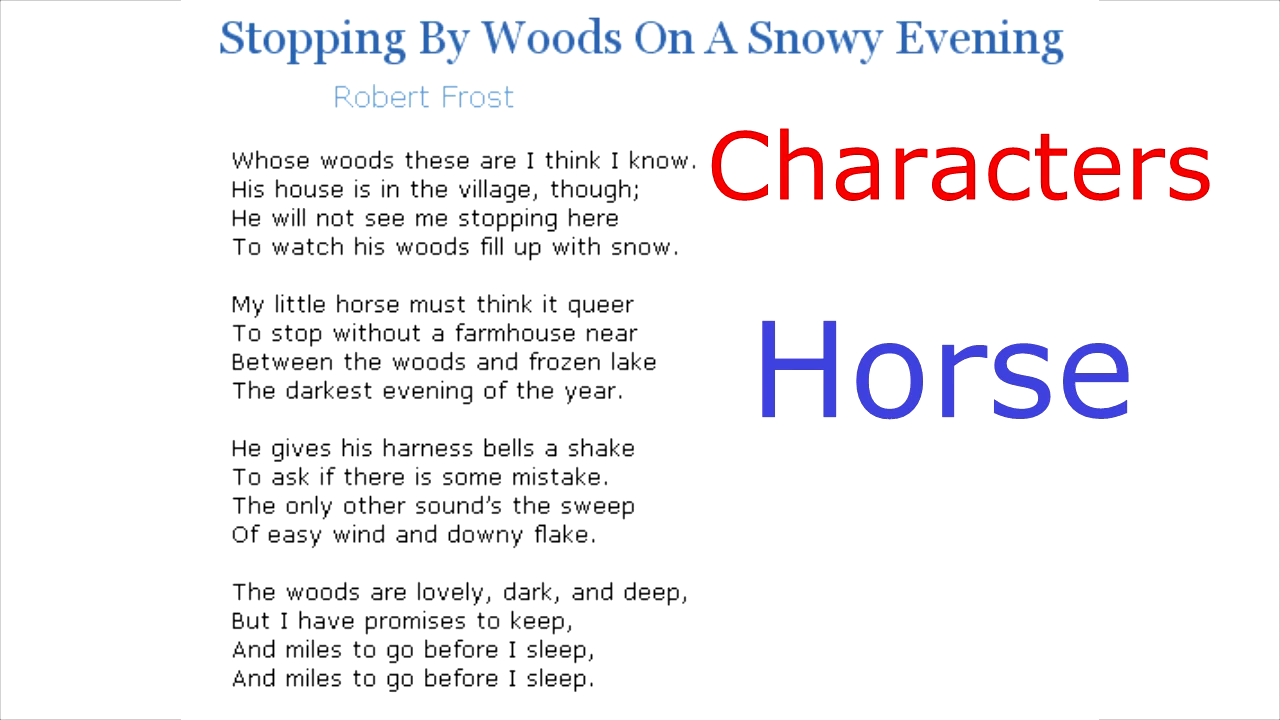 Stopping By Woods On A Snowy Evening
Robert Frost
Whose woods these are I think I know.
His house is in the village, though;
He will not see me stopping here
To watch his woods fill up with snow.
My little horse must think it queer
To stop without a farmhouse near
Between the woods and frozen lake
The darkest evening of the year.
He gives his harness bells a shake
To ask if there is some mistake.
The only other sound’s the sweep
Of easy wind and downy flake.
The woods are lovely, dark, and deep,
But I have promises to keep,
And miles to go before I sleep,
And miles to go before I sleep.
Characters
Horse